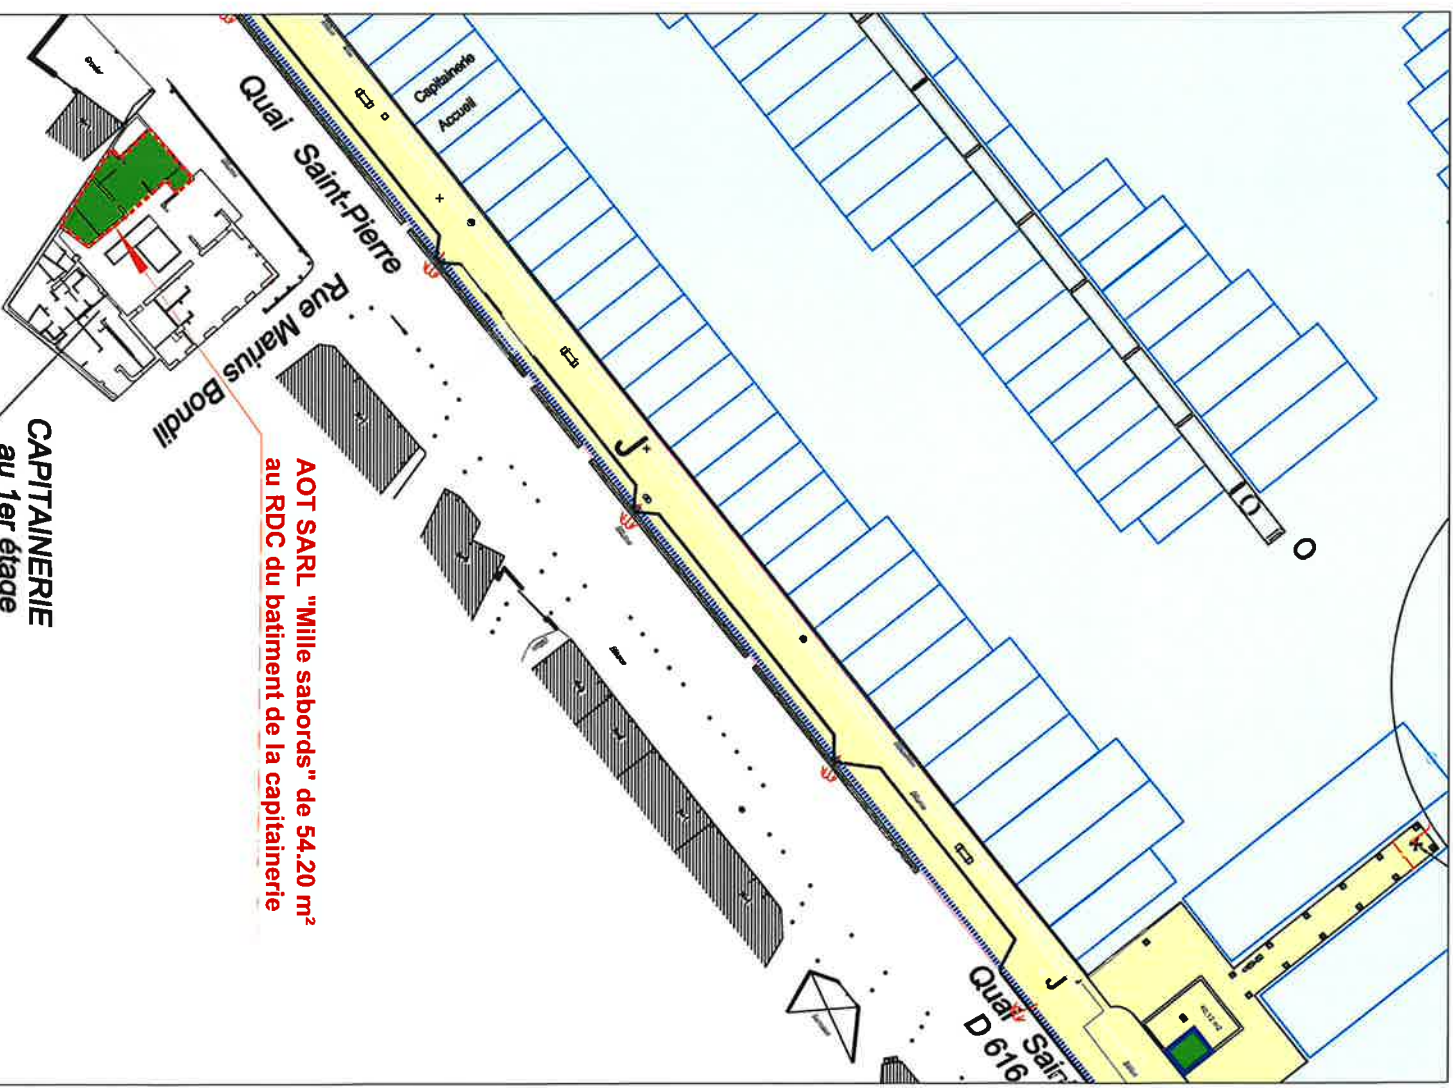 Capitainerie
Accueil
Quai Saint-Pierre
Rue Marius Bondil
J
O
AOT SARL "Mille sabords" de 54.20 m²
au RDC du batiment de la capitainerie
CAPITAINERIE
au 1er étage
J
K
Quai Sain
D 616